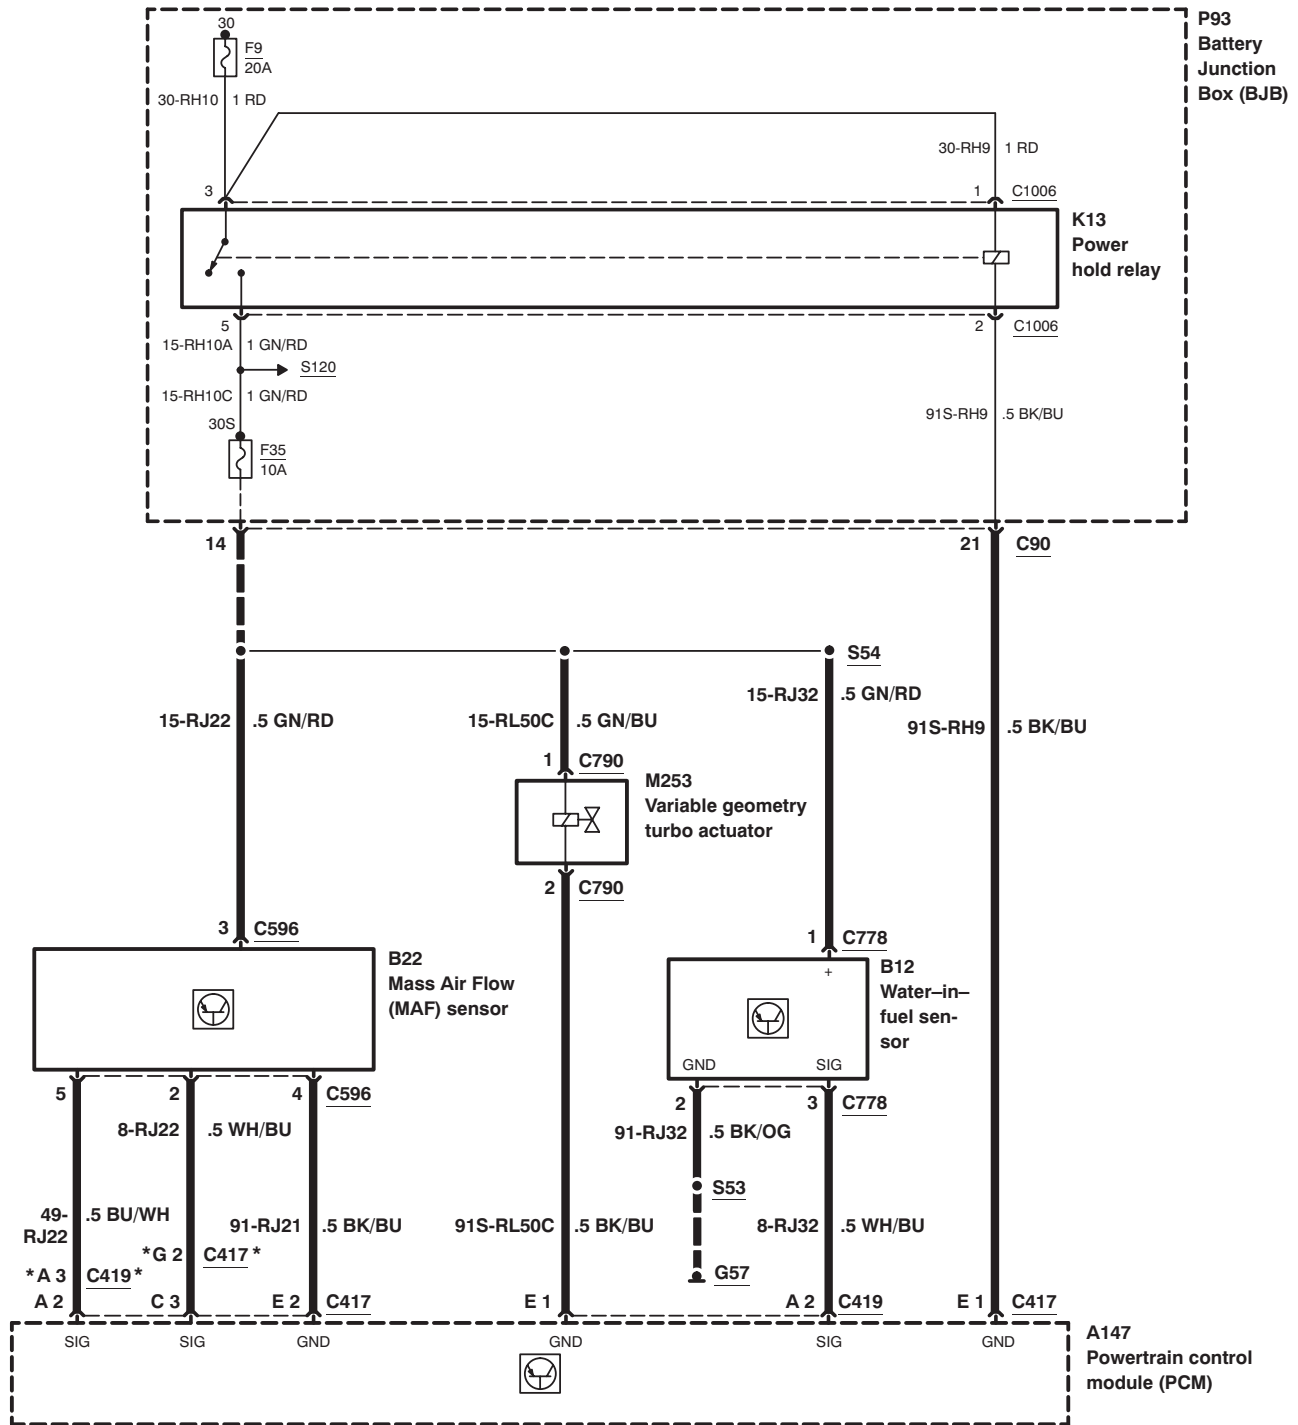 30
F9
20A
30-RH10 1 RD
P93
Battery
Junction
Box (BJB)
30-RH9 1 RD
3
1 C1006
K13
Power
hold relay
5
2 C1006
15-RH10A 1 GN/RD
S120
15-RH10C 1 GN/RD
30S
F35
10A
91S-RH9 .5 BK/BU
14
21 C90
S54
15-RJ22 .5 GN/RD
15-RL50C .5 GN/BU
15-RJ32 .5 GN/RD
91S-RH9 .5 BK/BU
1 C790
M253
Variable geometry
turbo actuator
2 C790
3 C596
B22
Mass Air Flow
(MAF) sensor
1 C778
+
B12
Water–in–
fuel sen-
sor
GND SIG
5 2 4 C596
2 3 C778
8-RJ22 .5 WH/BU
91-RJ32 .5 BK/OG
S53
49-
RJ22 .5 BU/WH
91-RJ21 .5 BK/BU
91S-RL50C .5 BK/BU
8-RJ32 .5 WH/BU
*G 2 C417*
*A 3 C419*
G57
A 2 C 3 E 2 C417
E 1
A 2 C419
E 1 C417
SIG SIG GND GND SIG GND
A147
Powertrain control
module (PCM)